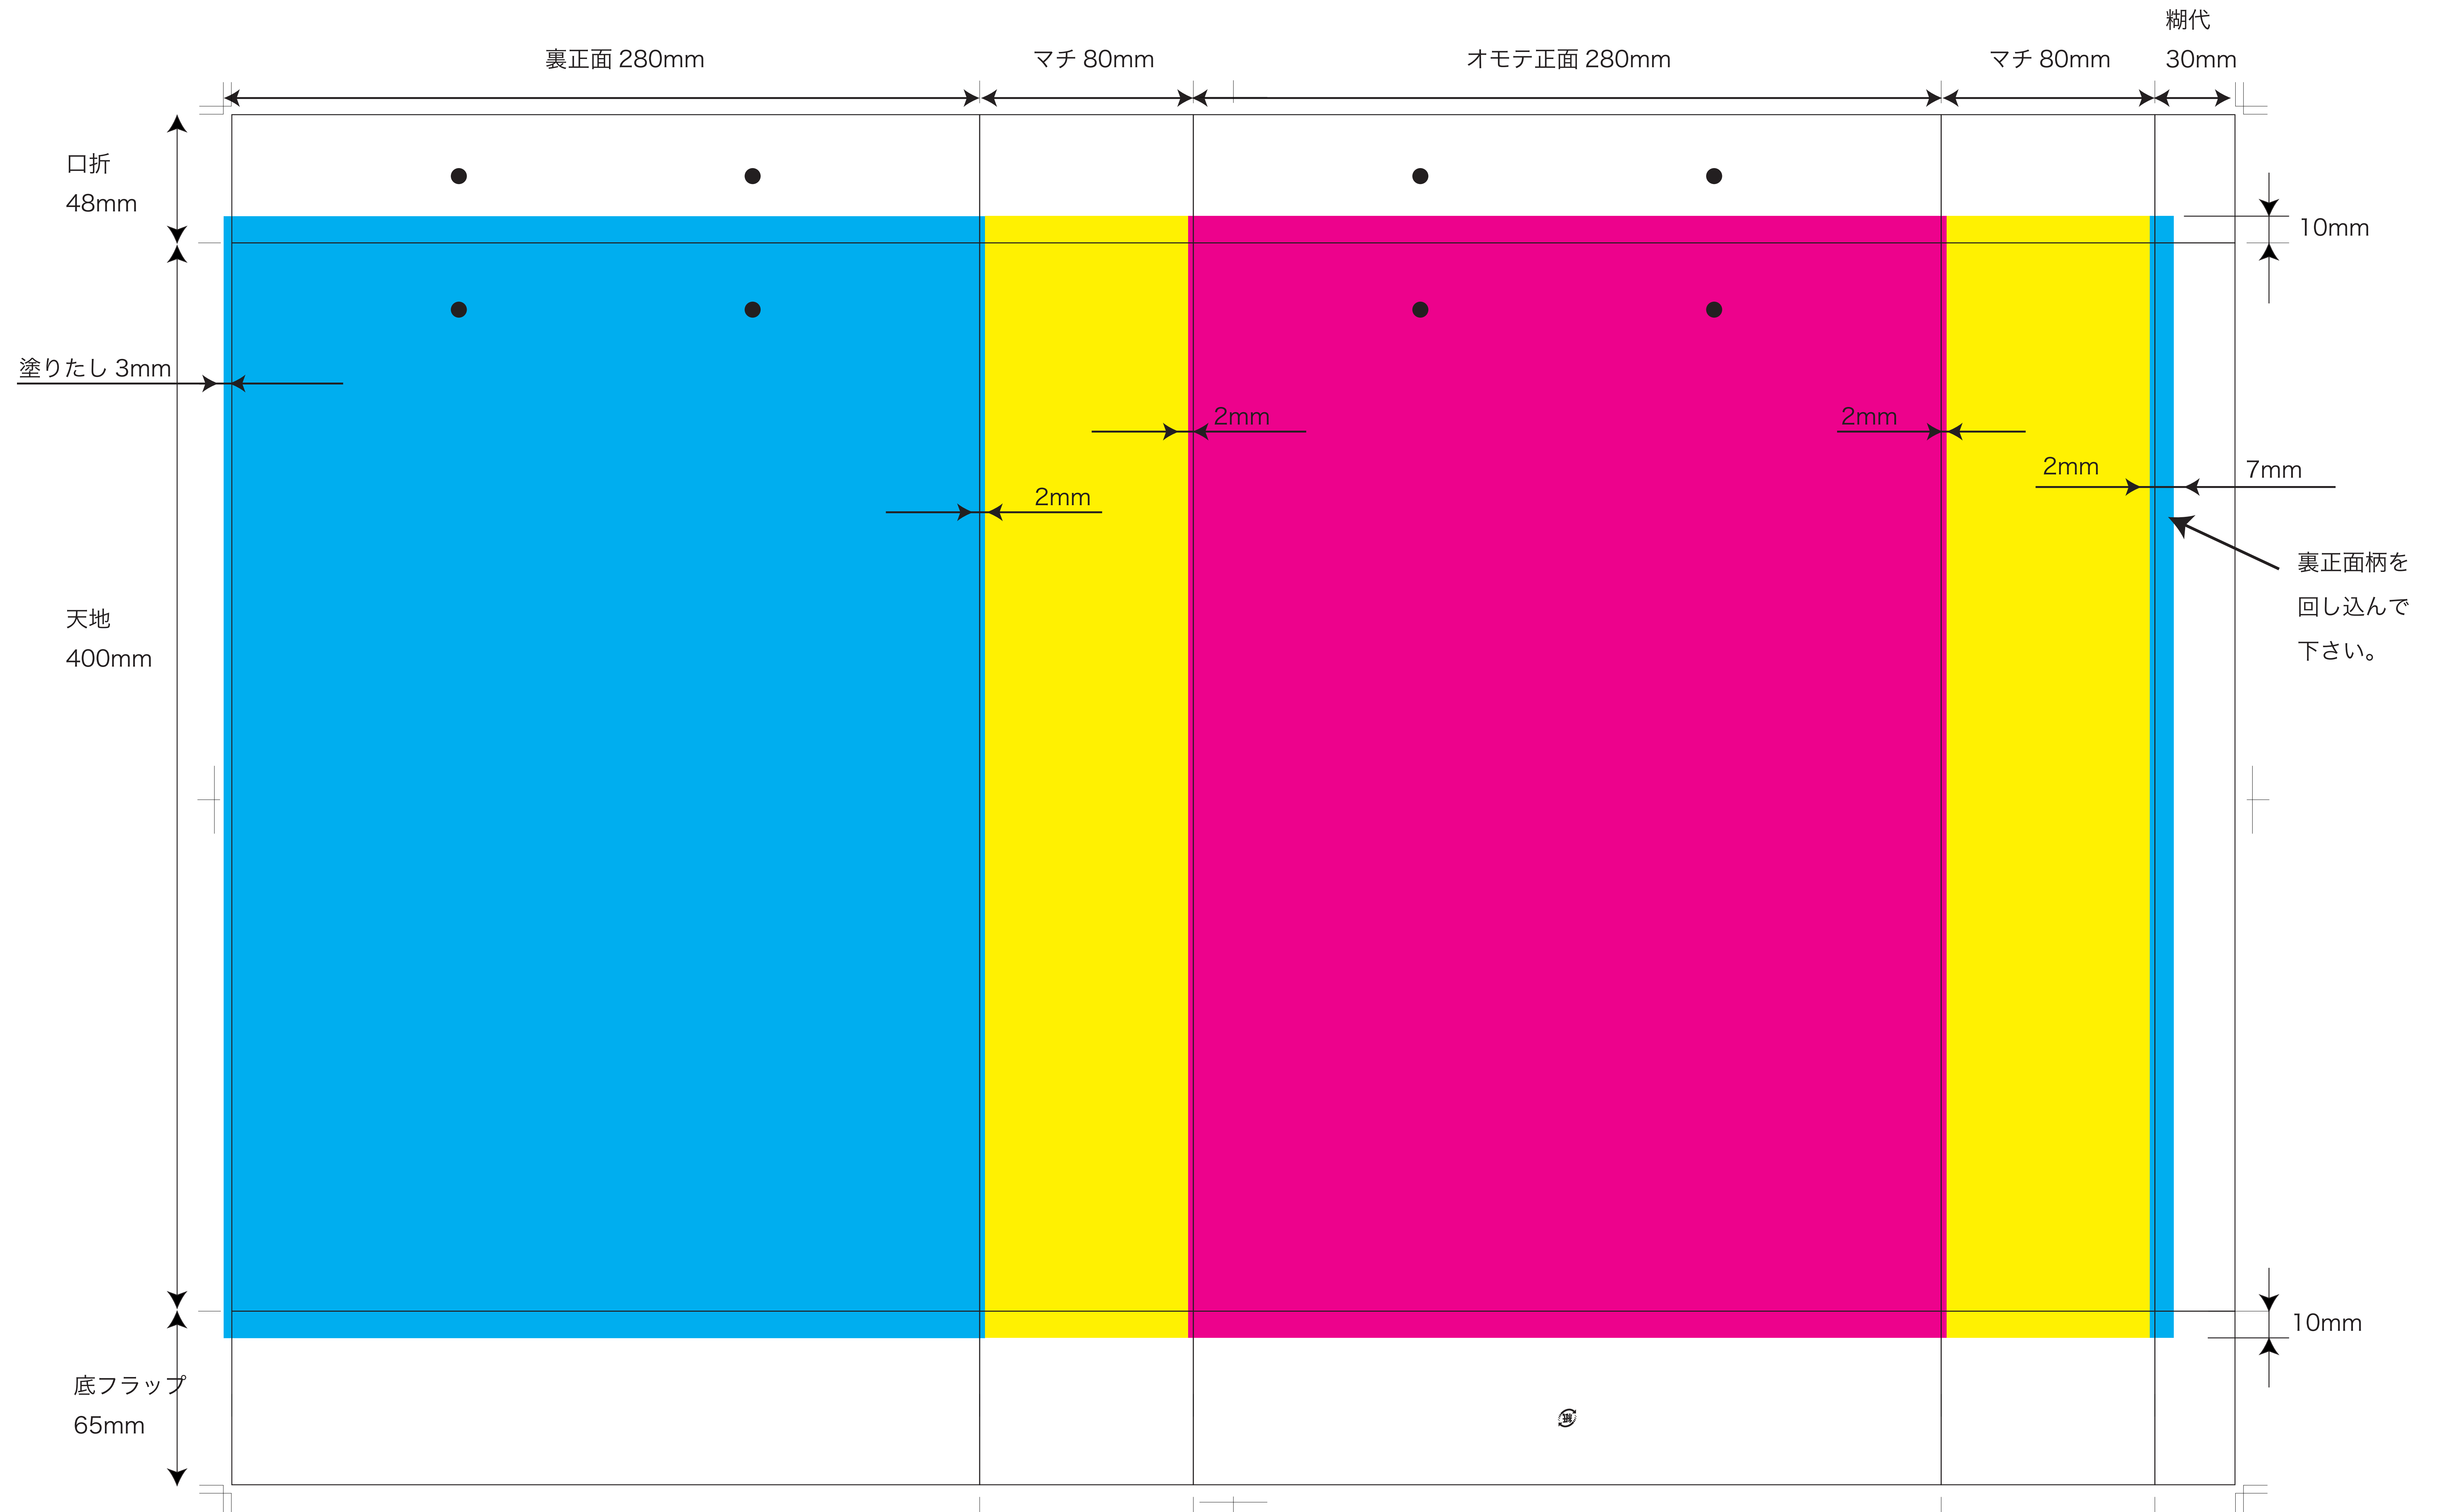 糊代
裏正面 280mm
マチ 80mm
オモテ正面 280mm
マチ 80mm
30mm
口折
48mm
10mm
塗りたし 3mm
2mm
2mm
2mm
7mm
2mm
裏正面柄を
回し込んで
下さい。
天地
400mm
10mm
底フラップ
65mm
紙